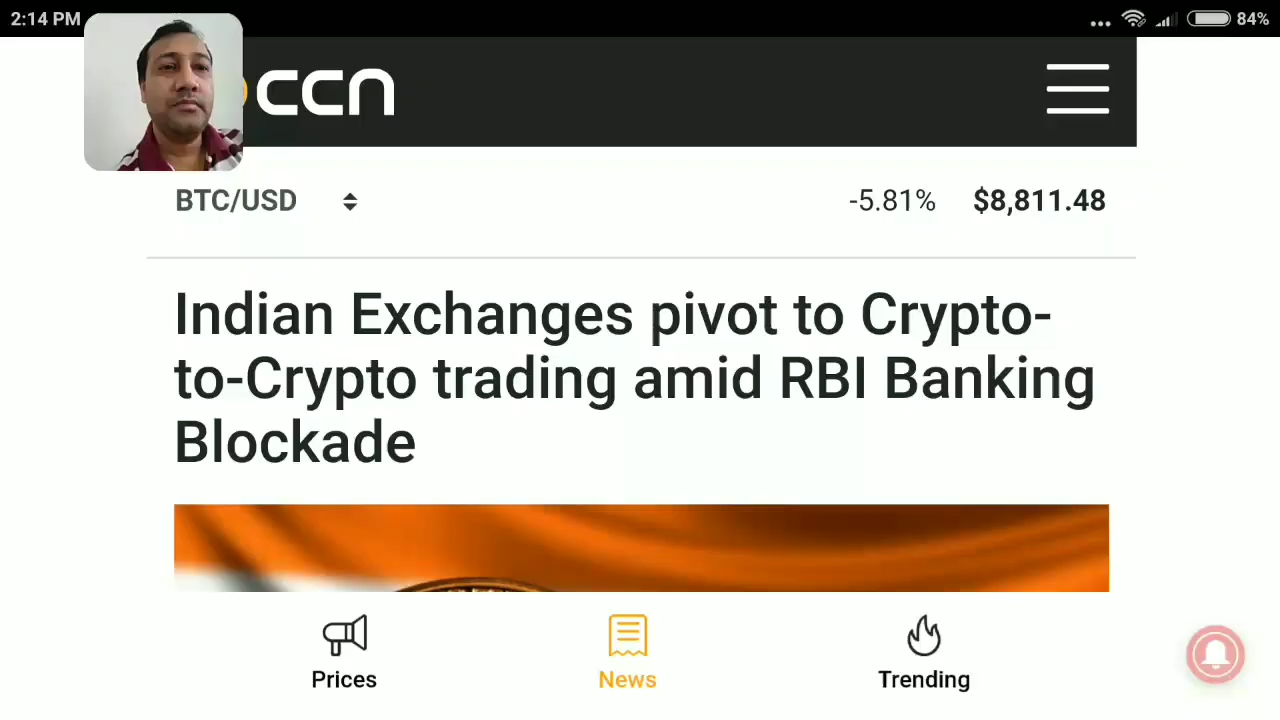 2:14 PM
84%
ccn
BTC/USD
-5.81% $8,811.48
Indian Exchanges pivot to Crypto-
to-Crypto trading amid RBI Banking
Blockade
Prices
News
Trending